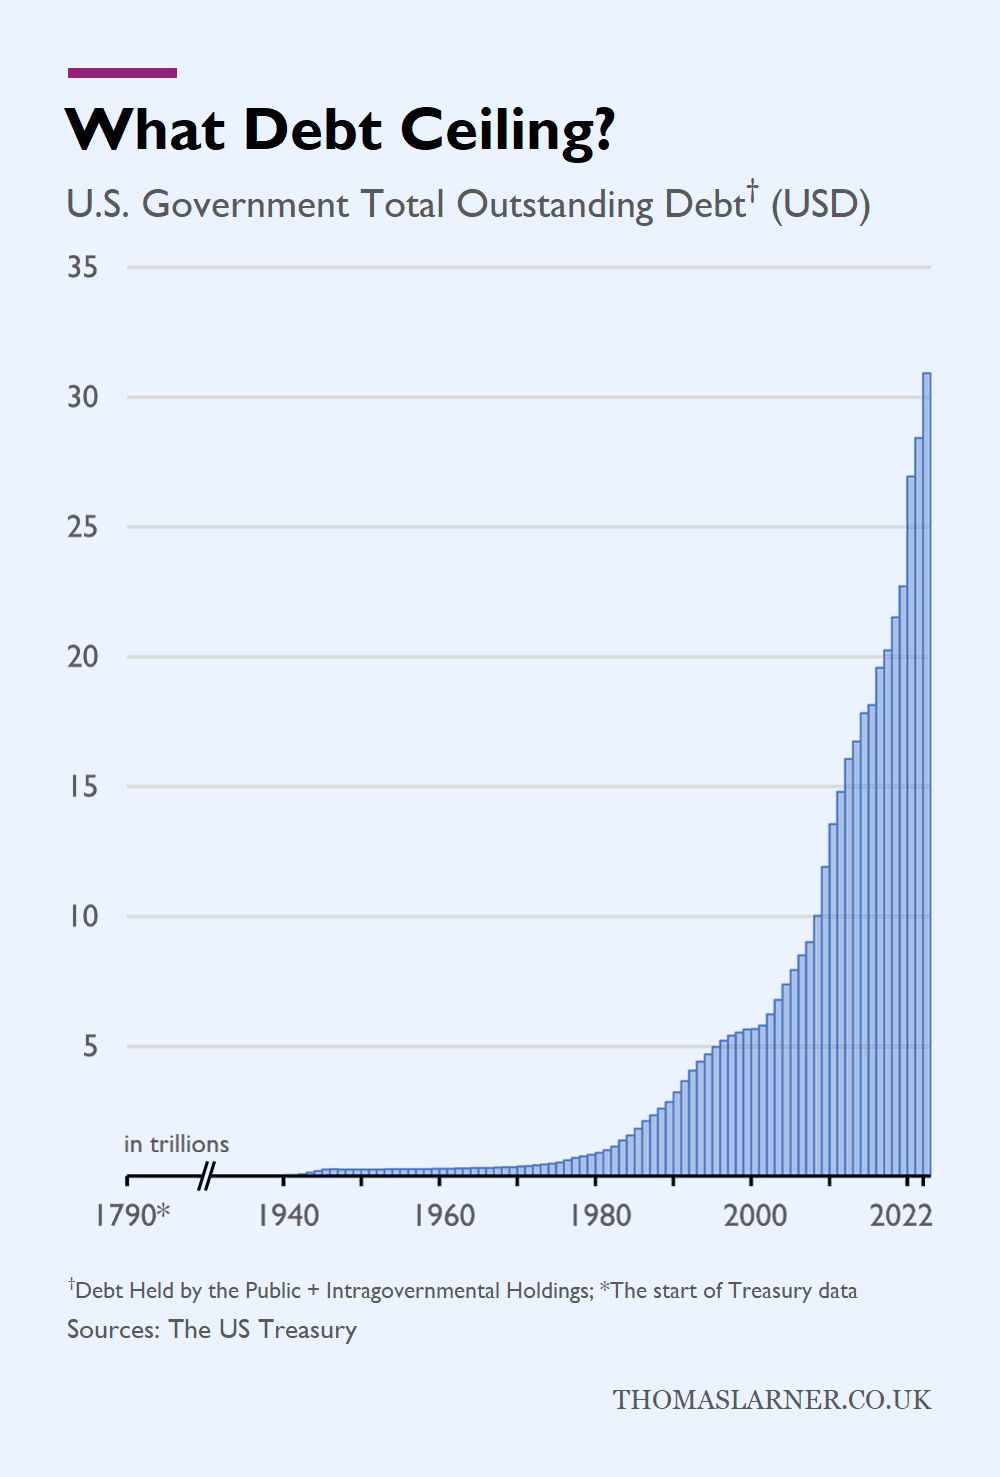 What Debt Ceiling?
U.S. Government Total Outstanding Debt† (USD)
35
30
25
20
15
10
5
in trillions
1790* 1940 1960 1980 2000 2022
†Debt Held by the Public + Intragovernmental Holdings; *The start of Treasury data
Sources: The US Treasury
THOMASLARNER.CO.UK